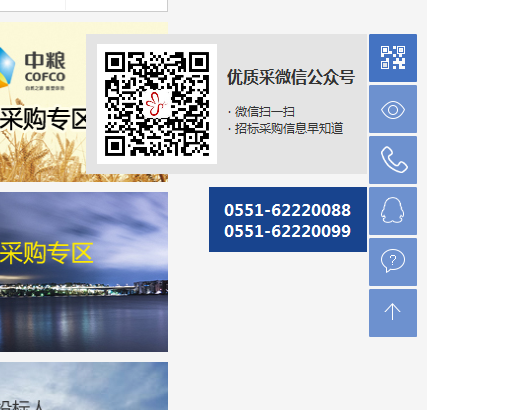 中粮
COFCO
采购专区
优质采微信公众号
· 微信扫一扫
· 招标采购信息早知道
0551-62220088
0551-62220099
采购专区
投标人